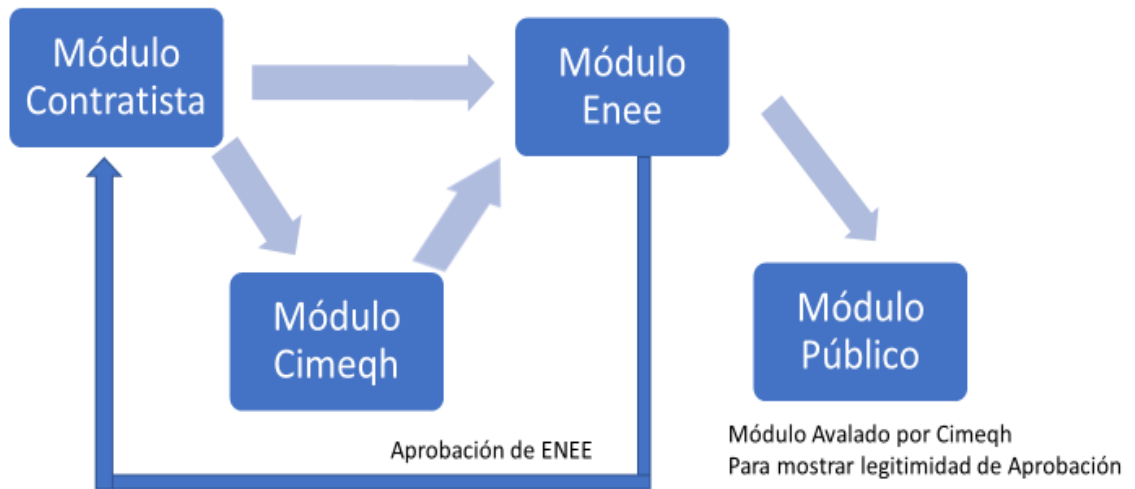 Módulo
Contratista
Módulo
Enee
Módulo
Cimeqh
Módulo
Público
Aprobación de ENEE
Módulo Avalado por Cimeqh
Para mostrar legitimidad de Aprobación